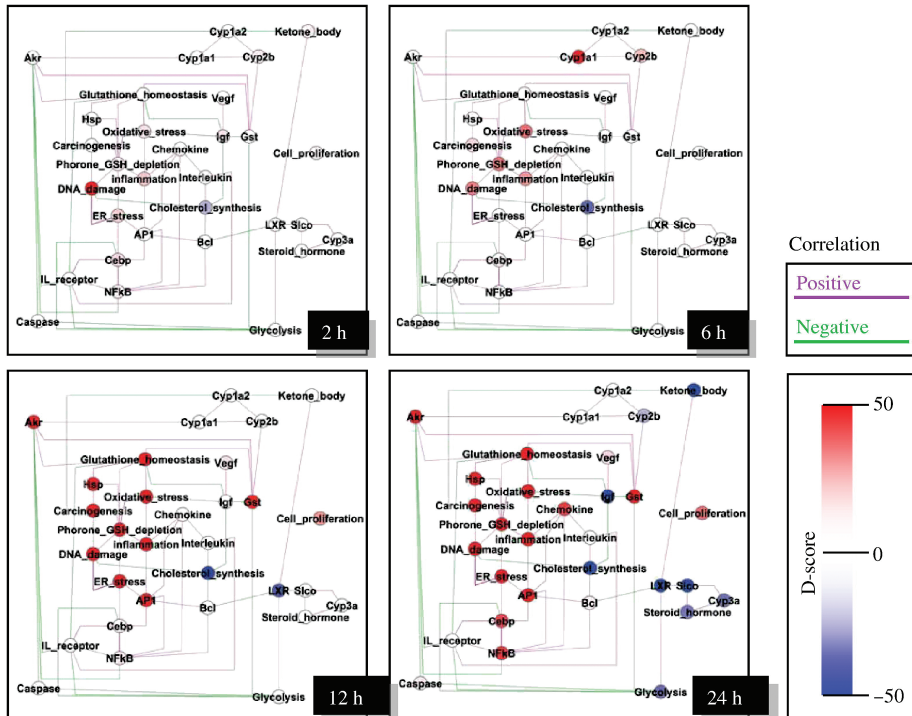 Cyp1a2 Ketone_body
Akr Cyp1a1 Cyp2b
Glutathione_homeostasis Vegf
Hsp Oxidative_stress Igf Gst
Carcinogenesis Chemokine
Phorone_GSH_depletion Cell_proliferation
DNA_damage inflammation Interleukin
ER_stress Cholesterol_synthesis
AP1 Bcl LXR Slco Cyp3a
Cebp Steroid_hormone
IL_receptor NFkB
Caspase Glycolysis
2 h
Cyp1a2 Ketone_body
Akr Cyp1a1 Cyp2b
Glutathione_homeostasis Vegf
Hsp Oxidative_stress Igf Gst
Carcinogenesis Chemokine
Phorone_GSH_depletion Cell_proliferation
DNA_damage inflammation Interleukin
ER_stress Cholesterol_synthesis
AP1 Bcl LXR Slco Cyp3a
Cebp Steroid_hormone
IL_receptor NFkB
Caspase Glycolysis
6 h
Correlation
Positive
Negative
Cyp1a2 Ketone_body
Akr Cyp1a1 Cyp2b
Glutathione_homeostasis Vegf
Hsp Oxidative_stress Igf Gst
Carcinogenesis Chemokine
Phorone_GSH_depletion Cell_proliferation
DNA_damage inflammation Interleukin
ER_stress Cholesterol_synthesis
AP1 Bcl LXR Slco Cyp3a
Cebp Steroid_hormone
IL_receptor NFkB
Caspase Glycolysis
12 h
Cyp1a2 Ketone_body
Akr Cyp1a1 Cyp2b
Glutathione_homeostasis Vegf
Hsp Oxidative_stress Igf Gst
Carcinogenesis Chemokine
Phorone_GSH_depletion Cell_proliferation
DNA_damage inflammation Interleukin
ER_stress Cholesterol_synthesis
AP1 Bcl LXR Slco Cyp3a
Cebp Steroid_hormone
IL_receptor NFkB
Caspase Glycolysis
24 h
50
0
−50
D-score